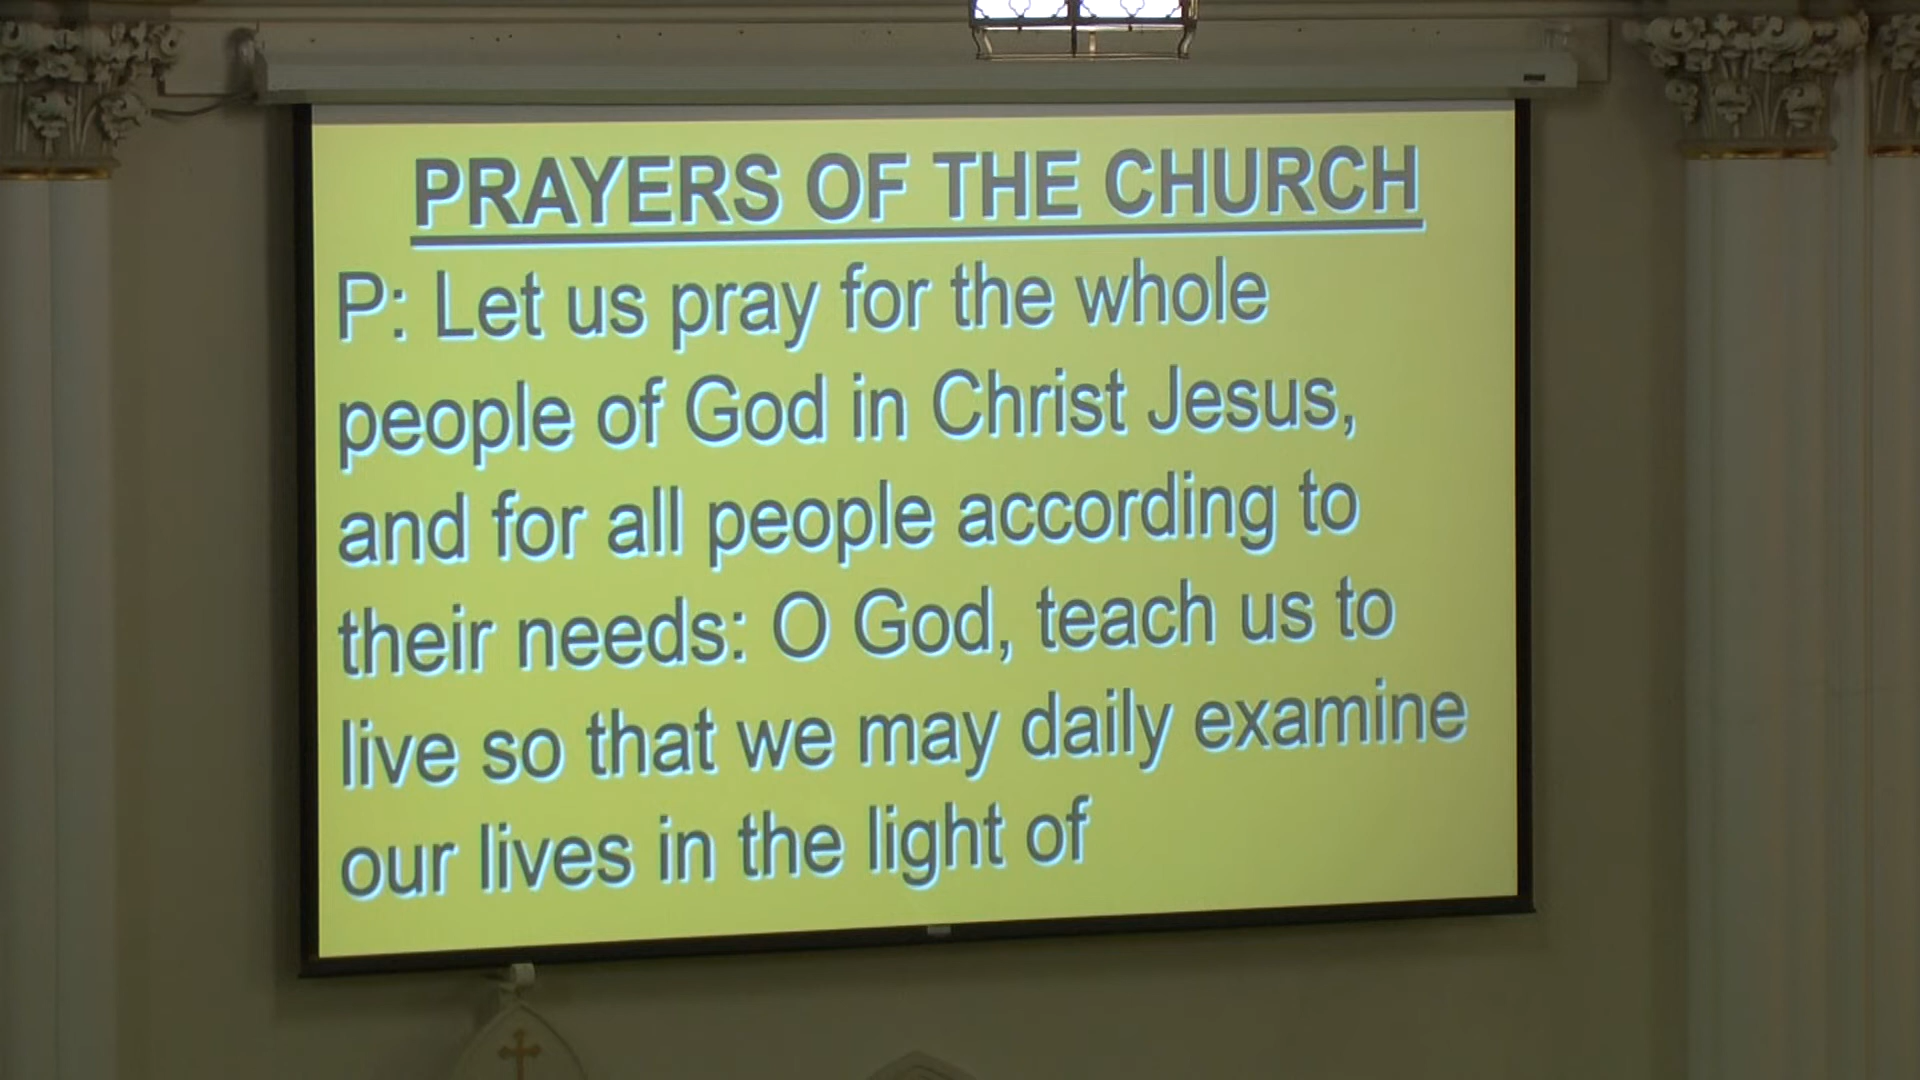 PRAYERS OF THE CHURCH
P: Let us pray for the whole
people of God in Christ Jesus,
and for all people according to
their needs: O God, teach us to
live so that we may daily examine
our lives in the light of